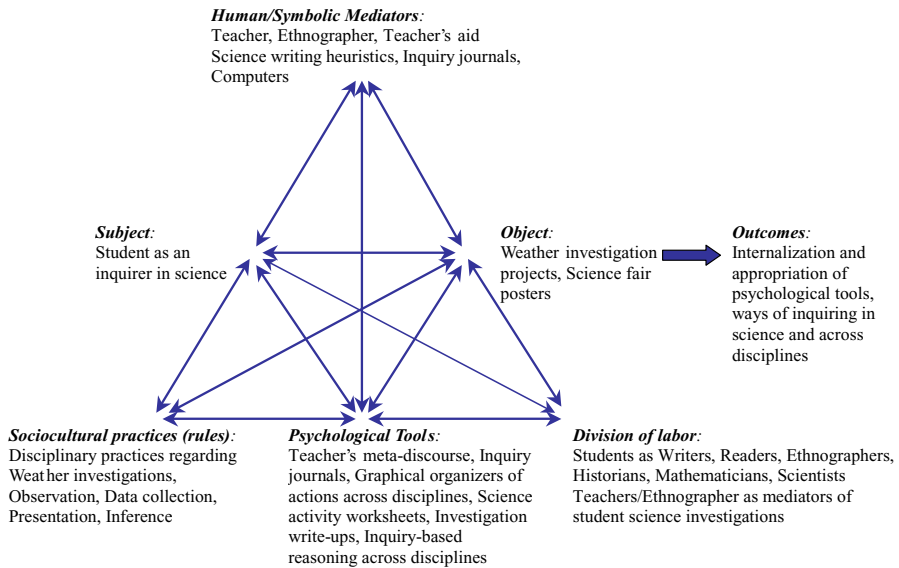 Human/Symbolic Mediators:
Teacher, Ethnographer, Teacher's aid
Science writing heuristics, Inquiry journals,
Computers
Subject:
Student as an
inquirer in science
Object:
Weather investigation
projects, Science fair
posters
Outcomes:
Internalization and
appropriation of
psychological tools,
ways of inquiring in
science and across
disciplines
Sociocultural practices (rules):
Disciplinary practices regarding
Weather investigations,
Observation, Data collection,
Presentation, Inference
Psychological Tools:
Teacher's meta-discourse, Inquiry
journals, Graphical organizers of
actions across disciplines, Science
activity worksheets, Investigation
write-ups, Inquiry-based
reasoning across disciplines
Division of labor:
Students as Writers, Readers, Ethnographers,
Historians, Mathematicians, Scientists
Teachers/Ethnographer as mediators of
student science investigations